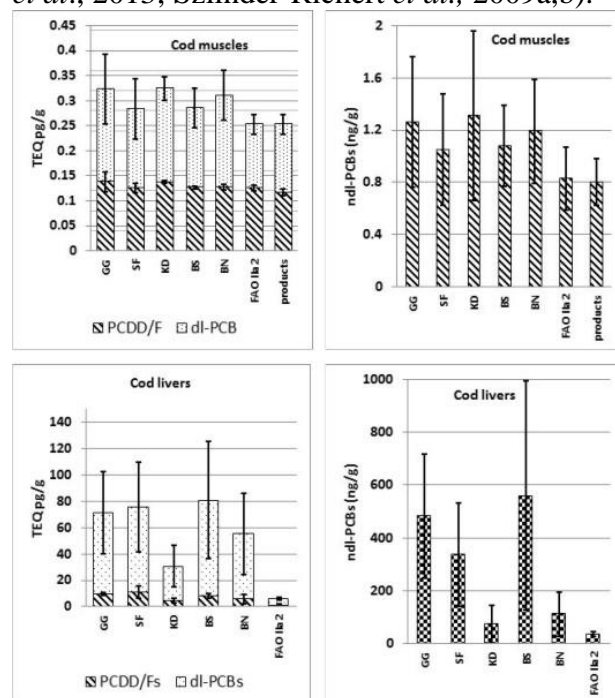 et al., 2013; Szlinder-Richert et al., 2009a,b).
Cod muscles
TEQ pg/g
0.45
0.4
0.35
0.3
0.25
0.2
0.15
0.1
0.05
0
GG
SF
KD
BS
BN
FAO IIa 2
products
PCDD/F
dl-PCB
Cod muscles
ndl-PCBs (ng/g)
2
1.6
1.2
0.8
0.4
0
GG
SF
KD
BS
BN
FAO IIa 2
products
Cod livers
TEQ pg/g
140
120
100
80
60
40
20
0
GG
SF
KD
BS
BN
FAO IIa 2
PCDD/Fs
dl-PCBs
Cod livers
ndl-PCBs (ng/g)
1000
800
600
400
200
0
GG
SF
KD
BS
BN
FAO IIa 2